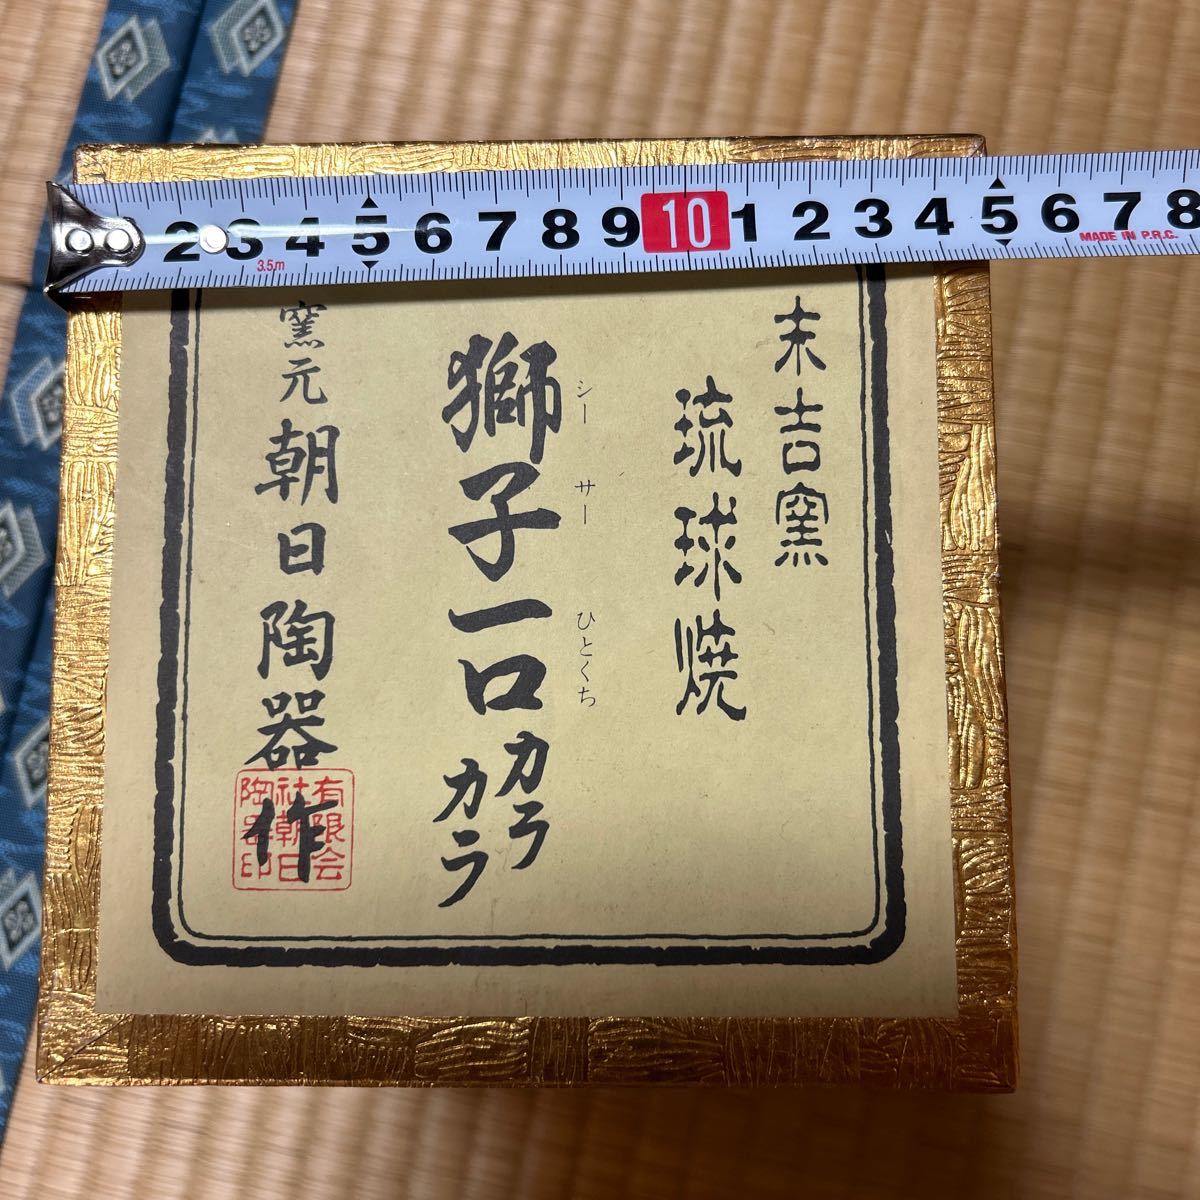 2 3 4 5 6 7 8 9 10 1 2 3 4 5 6 7 8
3.5m
MADE IN P.R.C.
末吉窯
琉球焼
シーサー ひとくち
獅子一口カラカラ
窯元 朝日陶器 作
有限会
社朝日
陶器印